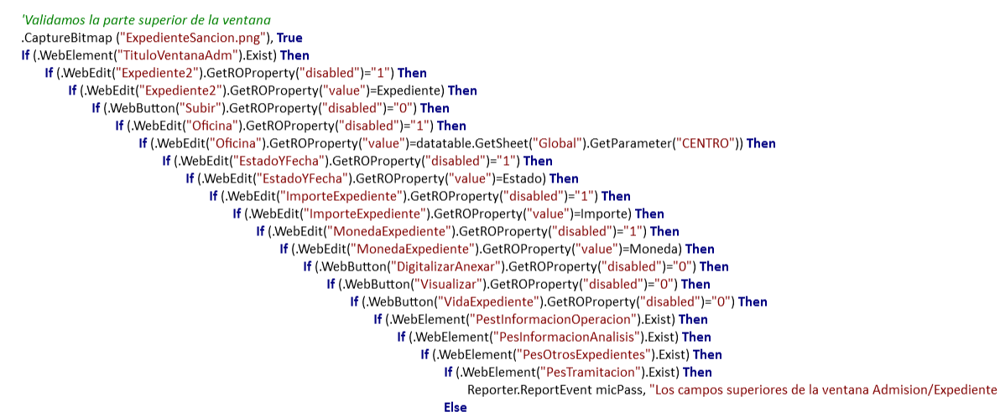 'Validamos la parte superior de la ventana
.CaptureBitmap ("ExpedienteSancion.png"), True
If (.WebElement("TituloVentanaAdm").Exist) Then
If (.WebEdit("Expediente2").GetROProperty("disabled")="1") Then
If (.WebEdit("Expediente2").GetROProperty("value")=Expediente) Then
If (.WebButton("Subir").GetROProperty("disabled")="0") Then
If (.WebEdit("Oficina").GetROProperty("disabled")="1") Then
If (.WebEdit("Oficina").GetROProperty("value")=datatable.GetSheet("Global").GetParameter("CENTRO")) Then
If (.WebEdit("EstadoYFecha").GetROProperty("disabled")="1") Then
If (.WebEdit("EstadoYFecha").GetROProperty("value")=Estado) Then
If (.WebEdit("ImporteExpediente").GetROProperty("disabled")="1") Then
If (.WebEdit("ImporteExpediente").GetROProperty("value")=Importe) Then
If (.WebEdit("MonedaExpediente").GetROProperty("disabled")="1") Then
If (.WebEdit("MonedaExpediente").GetROProperty("value")=Moneda) Then
If (.WebButton("DigitalizarAnexar").GetROProperty("disabled")="0") Then
If (.WebButton("Visualizar").GetROProperty("disabled")="0") Then
If (.WebButton("VidaExpediente").GetROProperty("disabled")="0") Then
If (.WebElement("PestInformacionOperacion").Exist) Then
If (.WebElement("PesInformacionAnalisis").Exist) Then
If (.WebElement("PesOtrosExpedientes").Exist) Then
If (.WebElement("PesTramitacion").Exist) Then
Reporter.ReportEvent micPass, "Los campos superiores de la ventana Admision/Expediente
Else